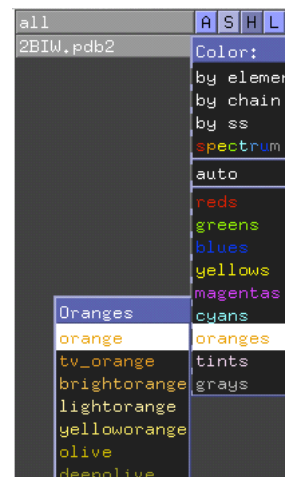 all A S H L
2BIW.pdb2
Color:
by elemen
by chain
by ss
spectrum
auto
reds
greens
blues
yellows
magentas
cyans
oranges
tints
grays
Oranges
orange
tv_orange
brightorange
lightorange
yelloworange
olive
deepolive